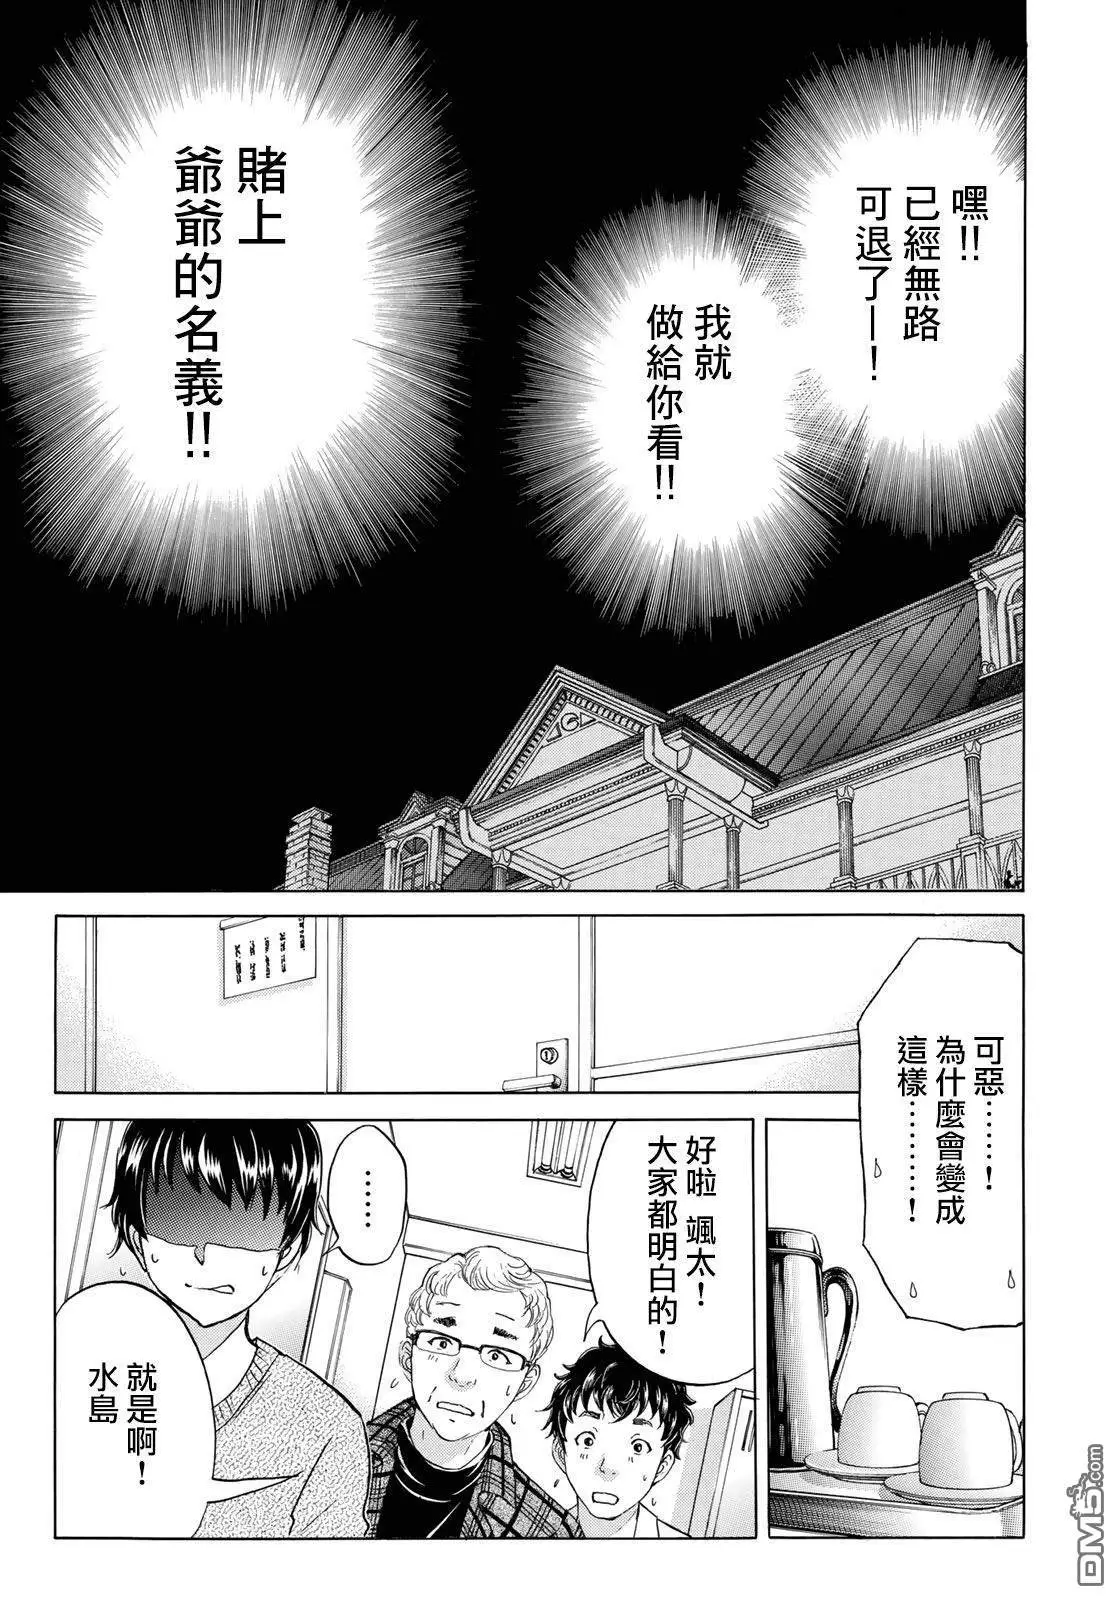 嘿!!
已經無路
可退了—!
我就
做給你看!!
賭上
爺爺的名義!!
可惡……!
為什麼會變成
這樣………!
好啦 颯太!
大家都明白的!
……
就是啊!
水島
DM5.com